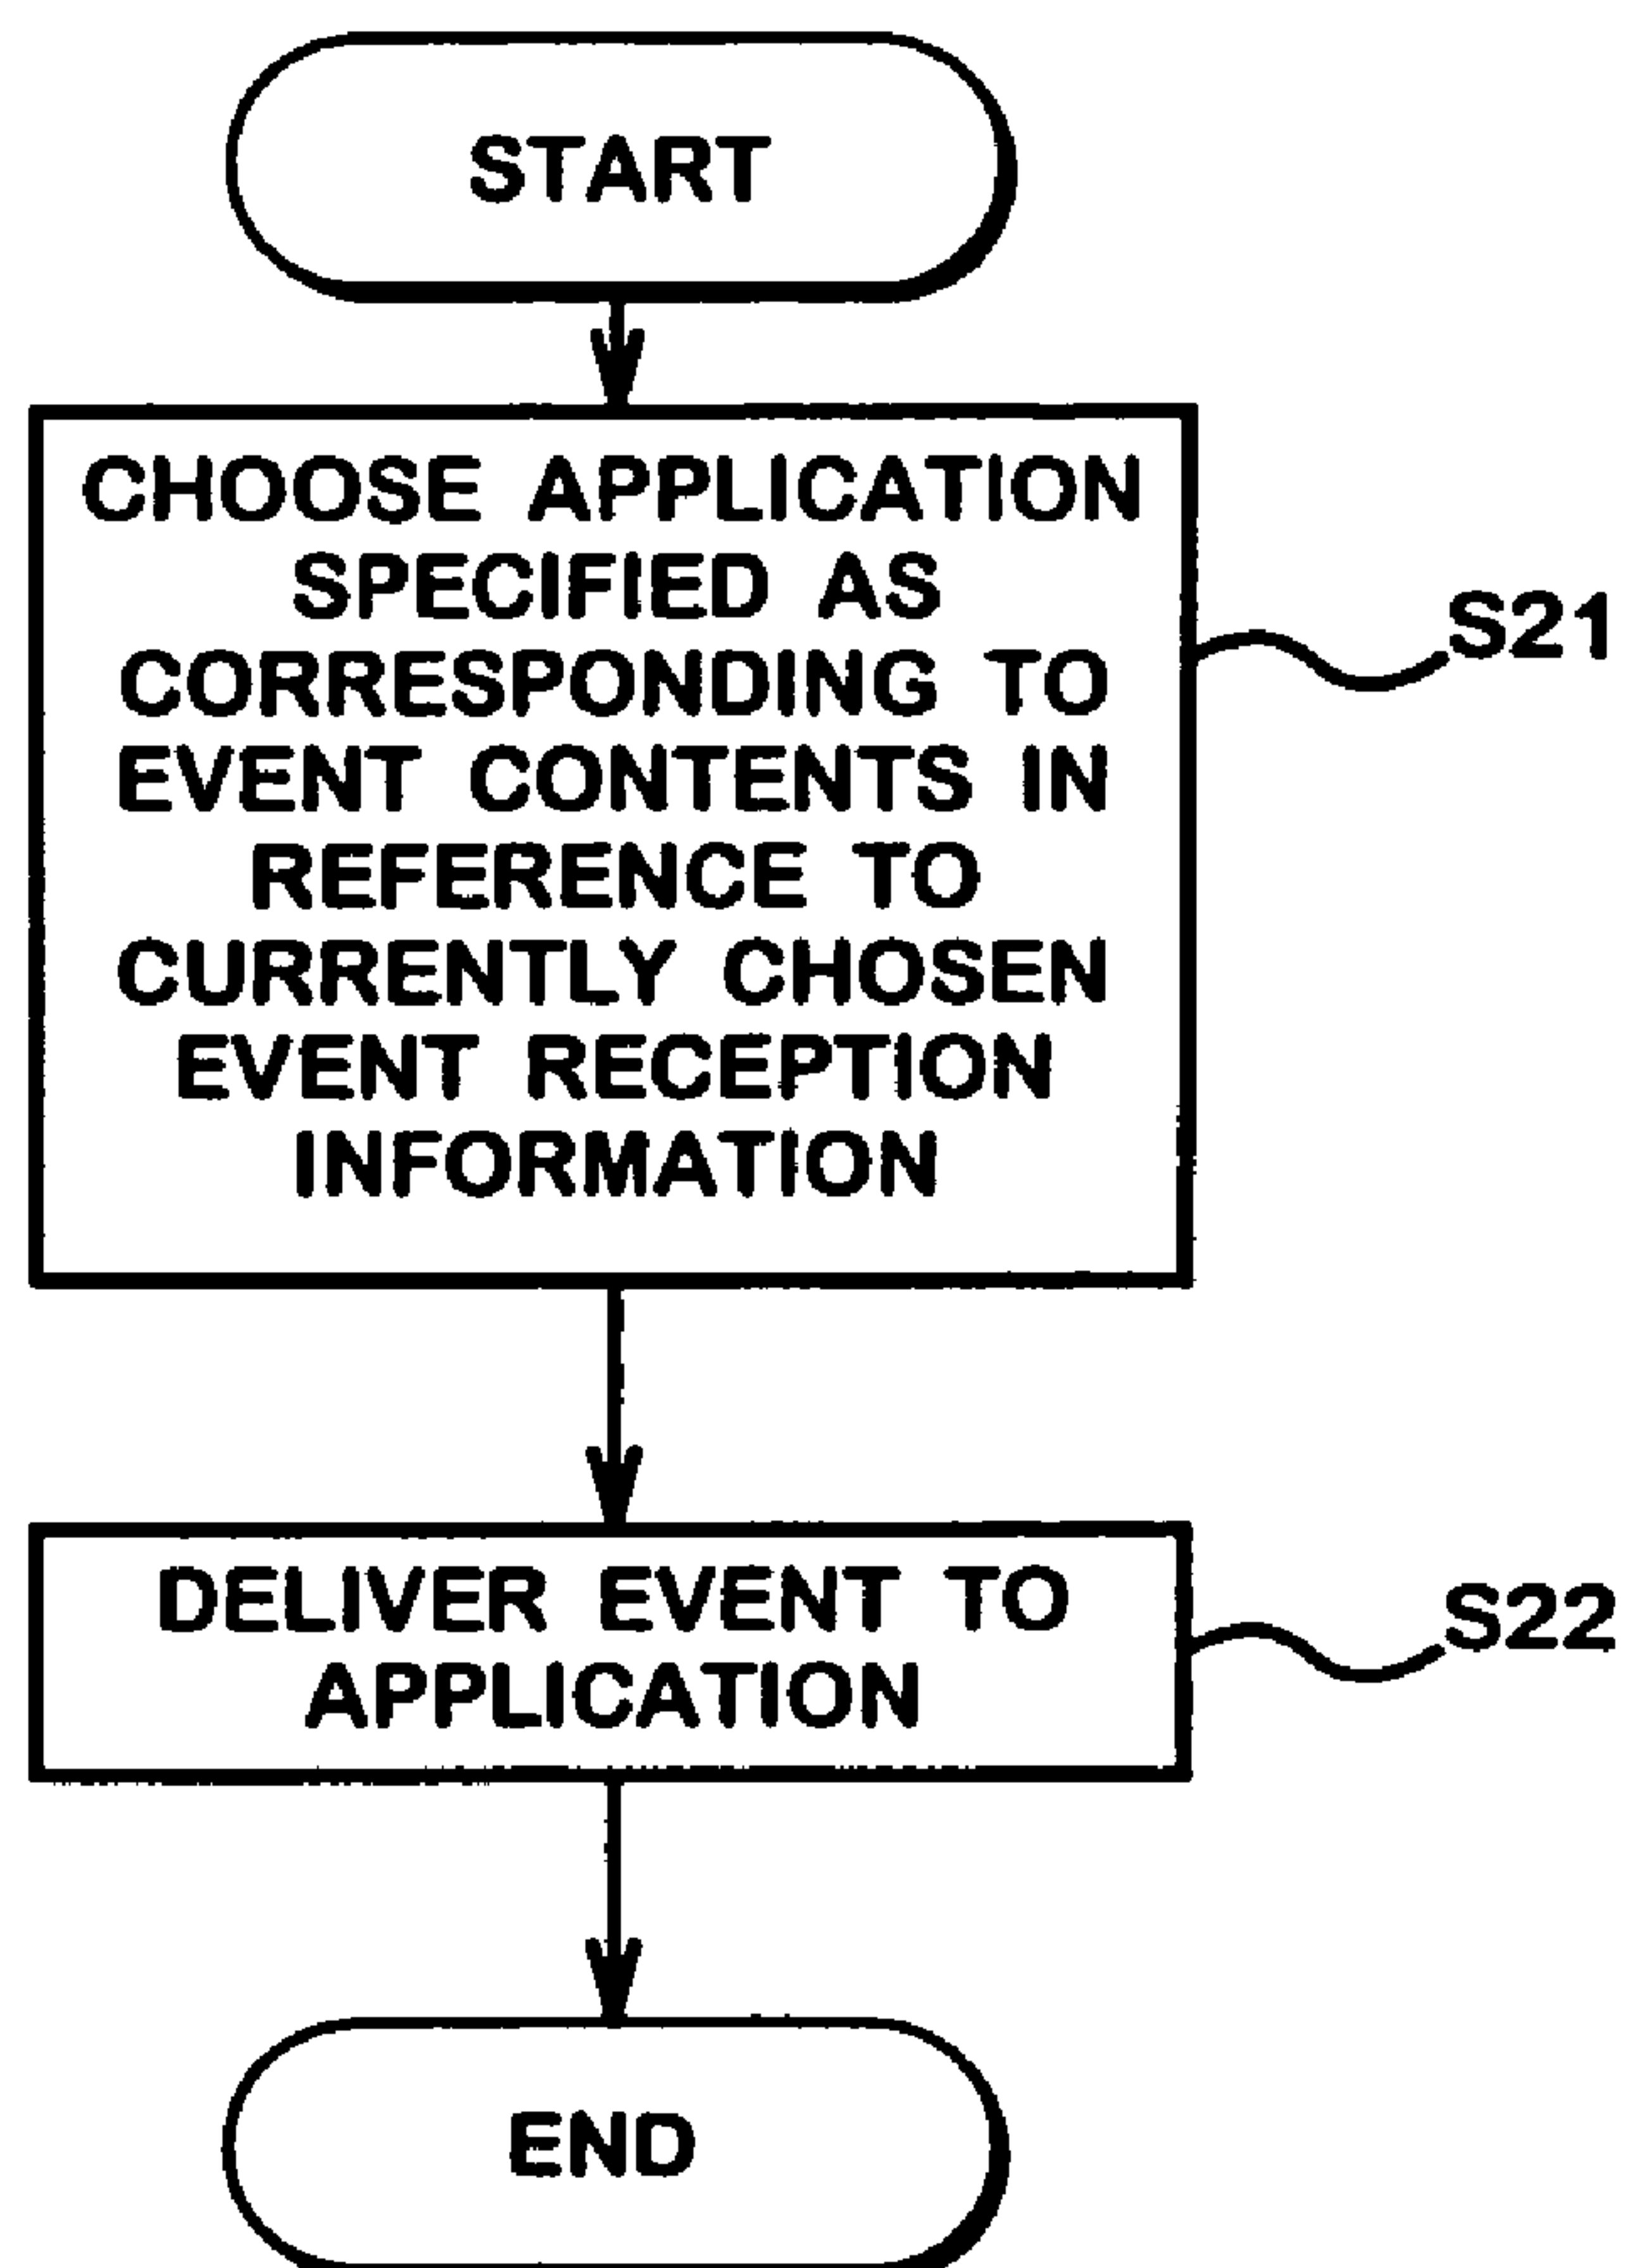 START
CHOOSE APPLICATION
SPECIFIED AS
CORRESPONDING TO
EVENT CONTENTS IN
REFERENCE TO
CURRENTLY CHOSEN
EVENT RECEPTION
INFORMATION
S21
DELIVER EVENT TO
APPLICATION
S22
END